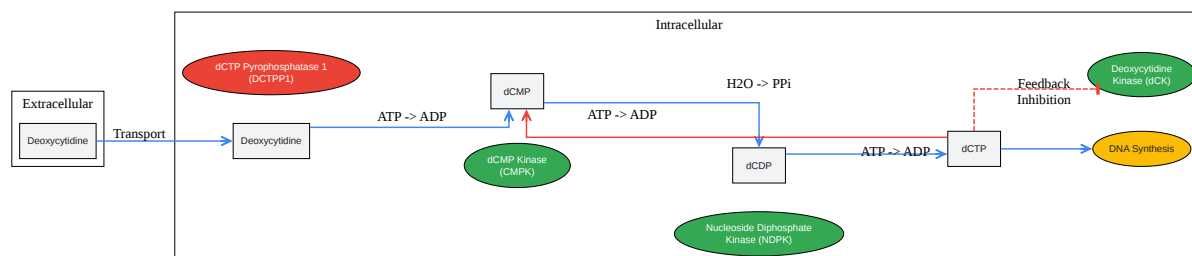 Intracellular
dCTP Pyrophosphatase 1
(DCTPP1)
Deoxycytidine
Kinase (dCK)
H2O -> PPi
Feedback
Inhibition
dCMP
Extracellular
ATP -> ADP
ATP -> ADP
Deoxycytidine
Transport
Deoxycytidine
dCTP
DNA Synthesis
ATP -> ADP
dCMP Kinase
(CMPK)
dCDP
Nucleoside Diphosphate
Kinase (NDPK)